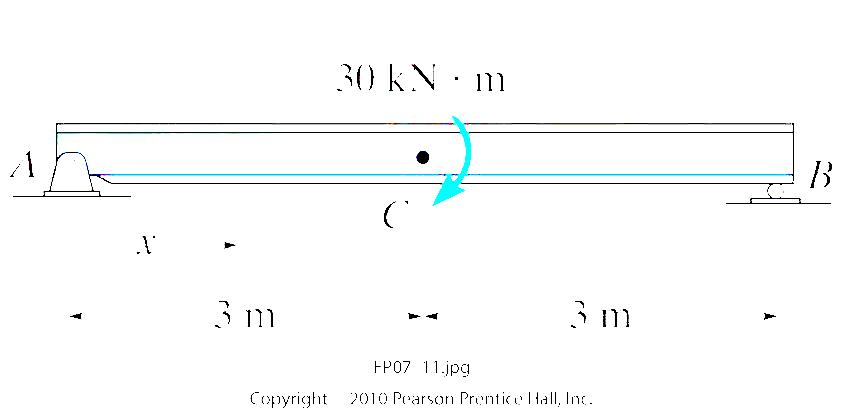 30 kN · m
A
B
C
x
3 m 3 m
FP07_11.jpg
Copyright 2010 Pearson Prentice Hall, Inc.